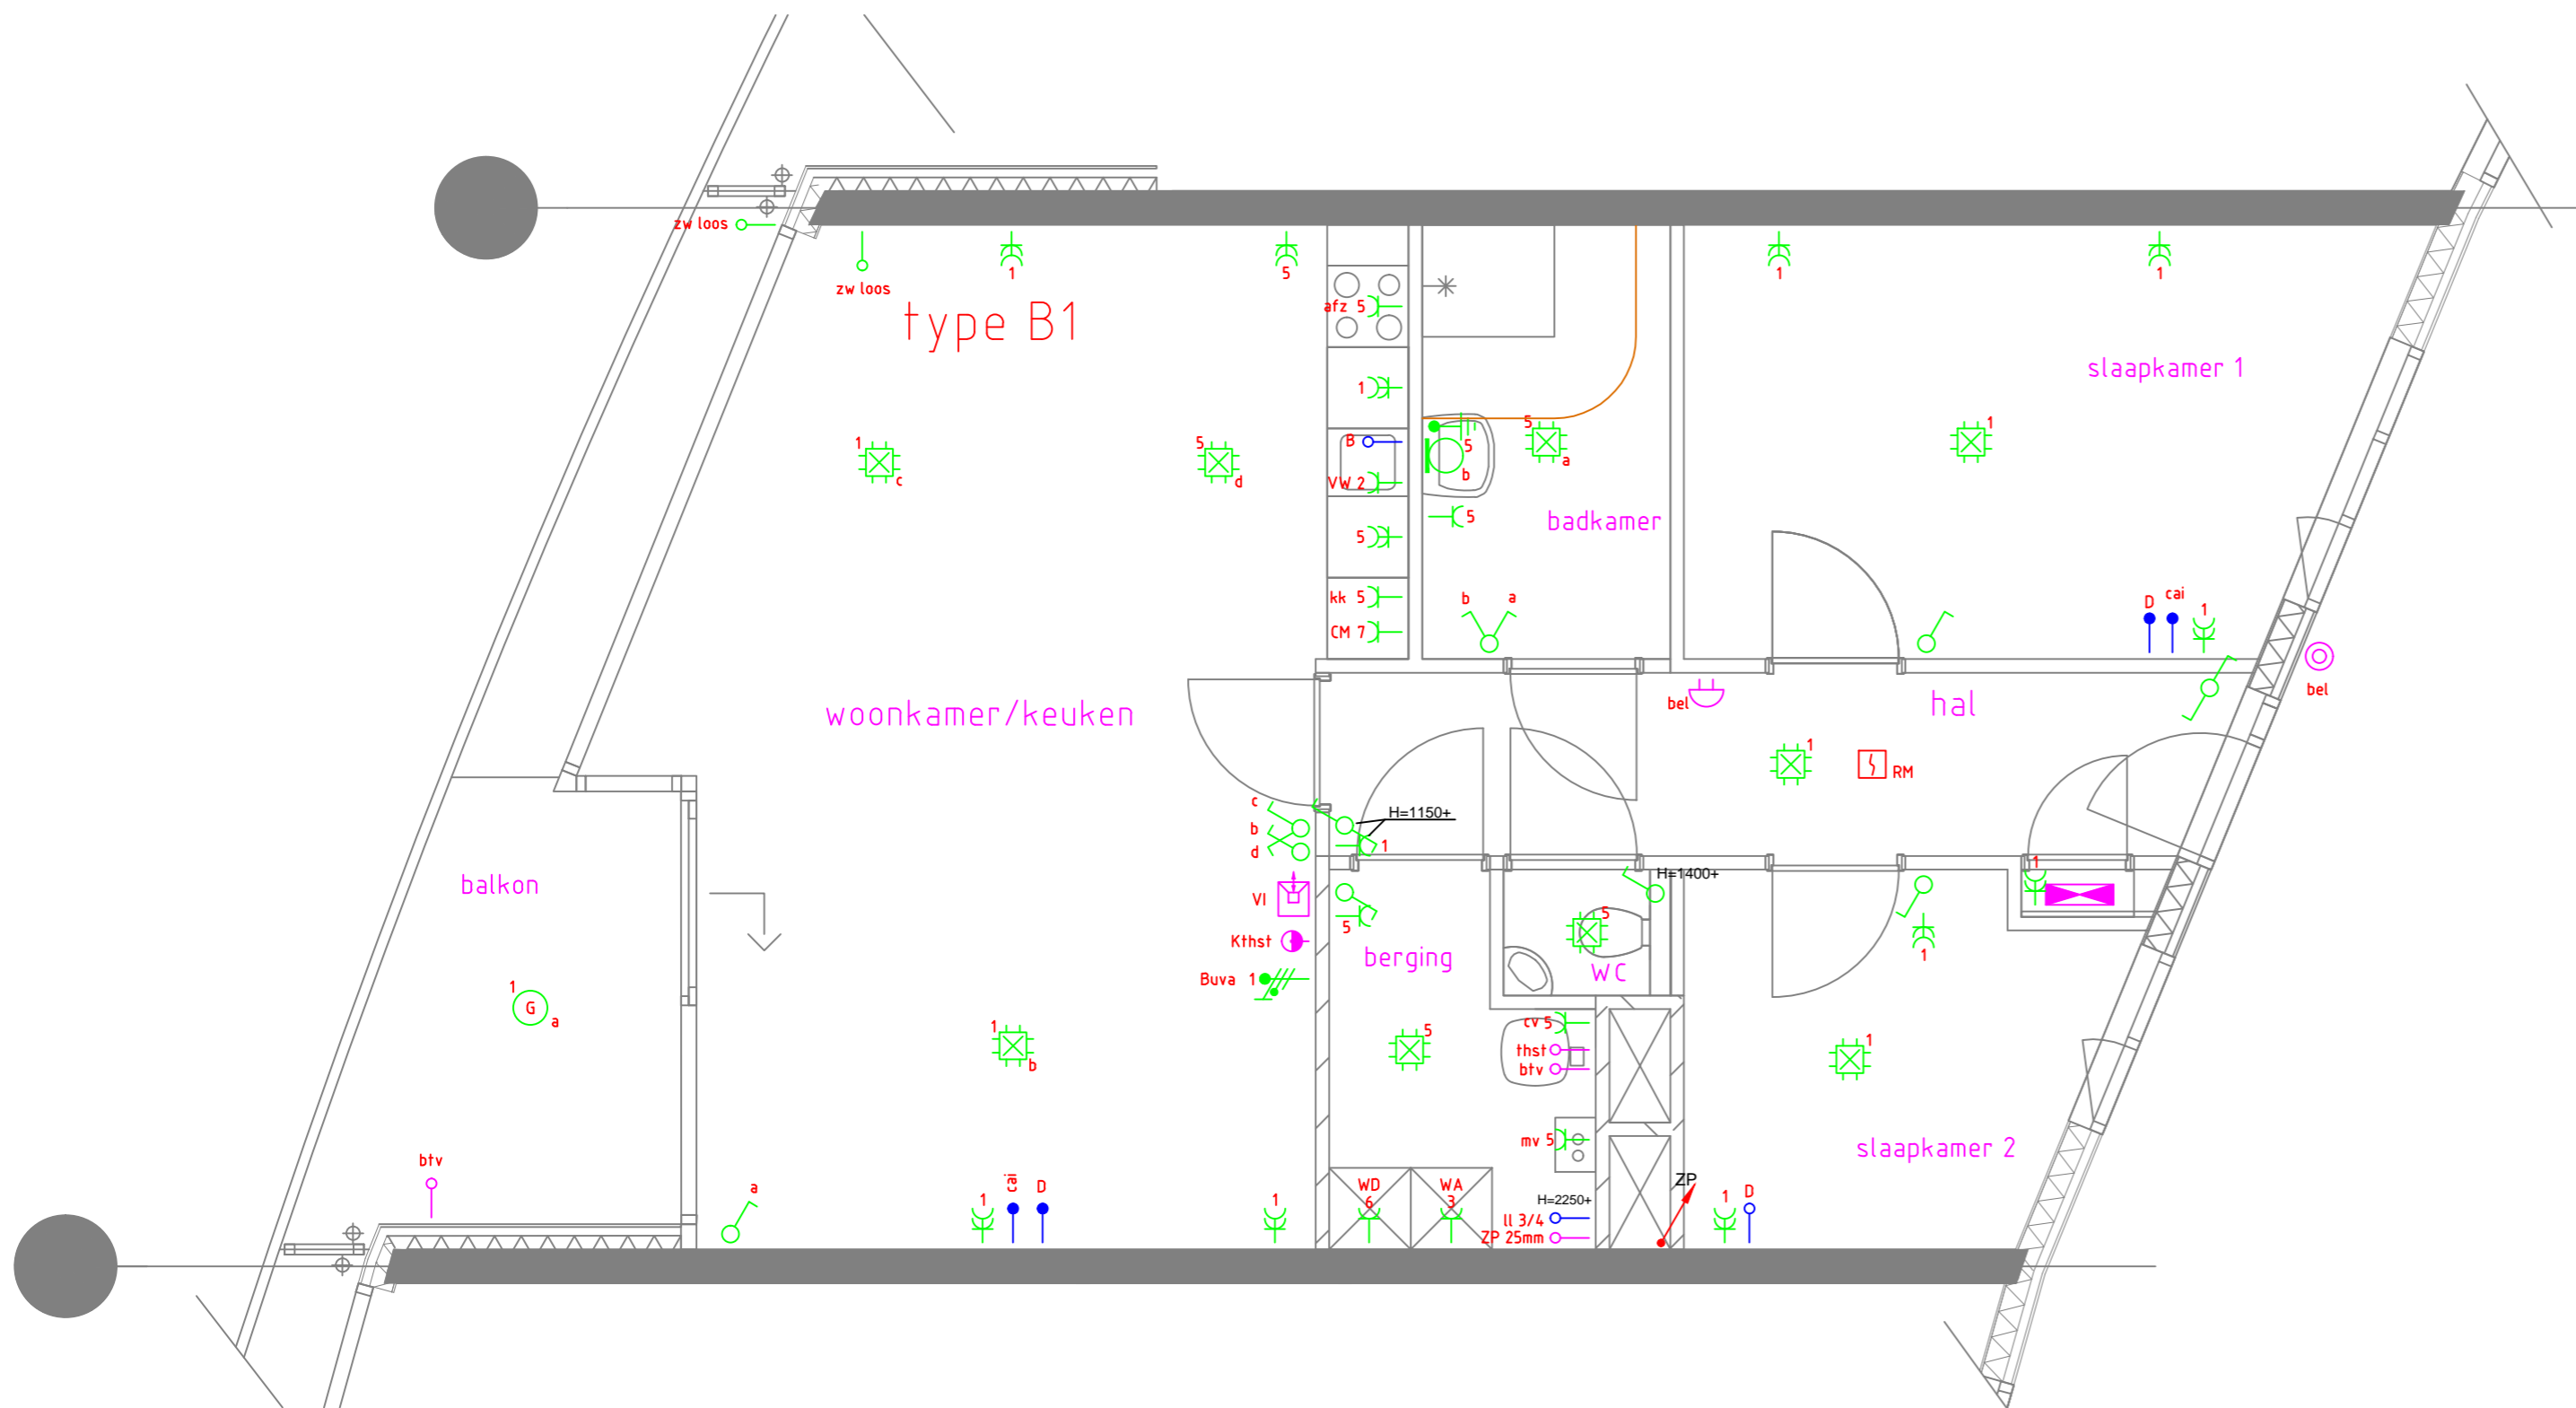 zw loos
zw loos
1
5
1
1
type B1
afz 5
slaapkamer 1
1
B
VW 2
5
kk 5
CM 7
1
c
5
d
5
b
5
5
a
badkamer
1
b
a
D
cai
1
woonkamer/keuken
bel
hal
bel
1
RM
c
b
d
H=1150+
1
VI
Kthst
Buva 1
balkon
1
G
a
5
berging
H=1400+
5
WC
1
1
1
b
5
cv 5
thst
btv
mv 5
1
slaapkamer 2
btv
a
1
cai
D
1
WD
6
WA
3
H=2250+
ll 3/4
ZP 25mm
ZP
1
D